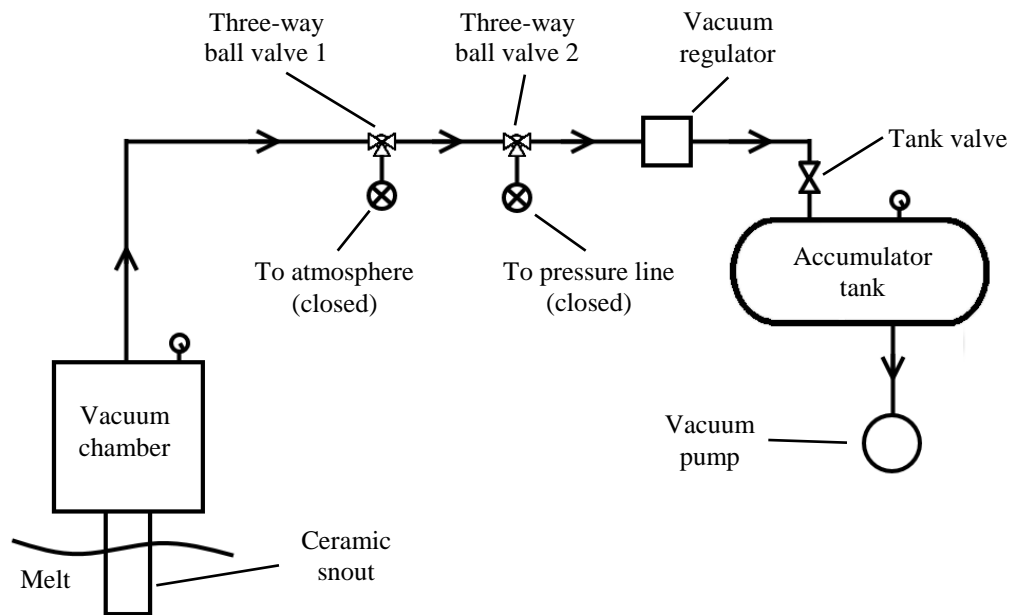 Three-way
ball valve 1
Three-way
ball valve 2
Vacuum
regulator
Tank valve
To atmosphere
(closed)
To pressure line
(closed)
Accumulator
tank
Vacuum
chamber
Vacuum
pump
Ceramic
snout
Melt